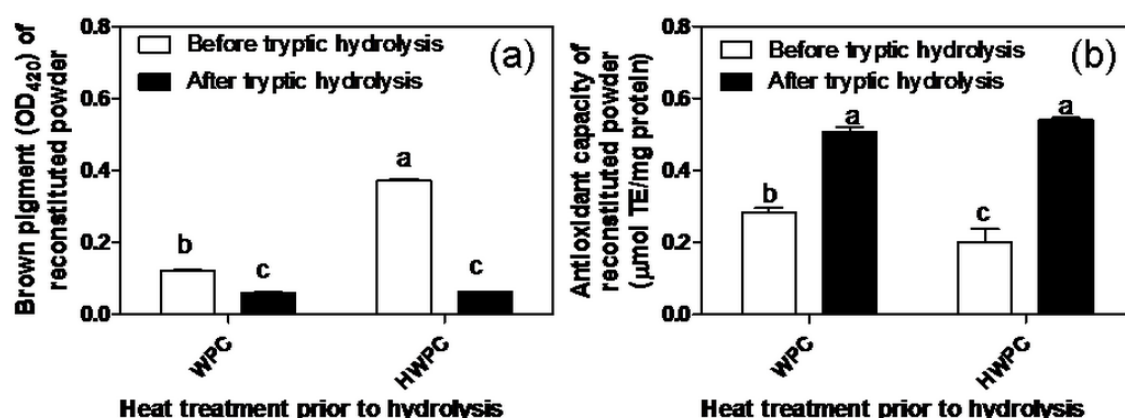 Brown pigment (OD420) of
reconstituted powder
0.8
0.6
0.4
0.2
0.0
Before tryptic hydrolysis
After tryptic hydrolysis
(a)
b
c
a
c
WPC
HWPC
Heat treatment prior to hydrolysis
Antioxidant capacity of
reconstituted powder
(μmol TE/mg protein)
0.8
0.6
0.4
0.2
0.0
Before tryptic hydrolysis
After tryptic hydrolysis
(b)
b
a
c
a
WPC
HWPC
Heat treatment prior to hydrolysis